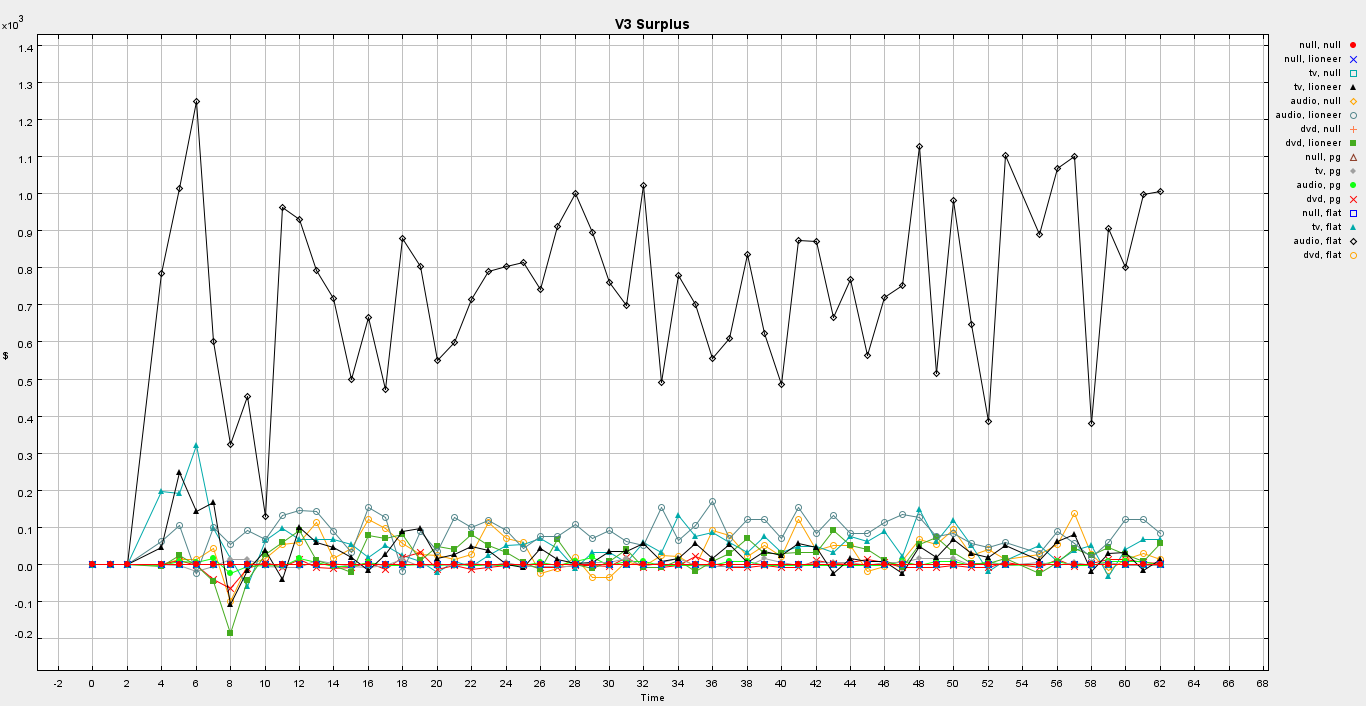 V3 Surplus
x10³
1.4
1.3
1.2
1.1
1.0
0.9
0.8
0.7
0.6
0.5
0.4
0.3
0.2
0.1
0.0
-0.1
-0.2
$
-2 0 2 4 6 8 10 12 14 16 18 20 22 24 26 28 30 32 34 36 38 40 42 44 46 48 50 52 54 56 58 60 62 64 66 68
Time
null, null
null, lioneer
tv, null
tv, lioneer
audio, null
audio, lioneer
dvd, null
dvd, lioneer
null, pg
tv, pg
audio, pg
dvd, pg
null, flat
tv, flat
audio, flat
dvd, flat